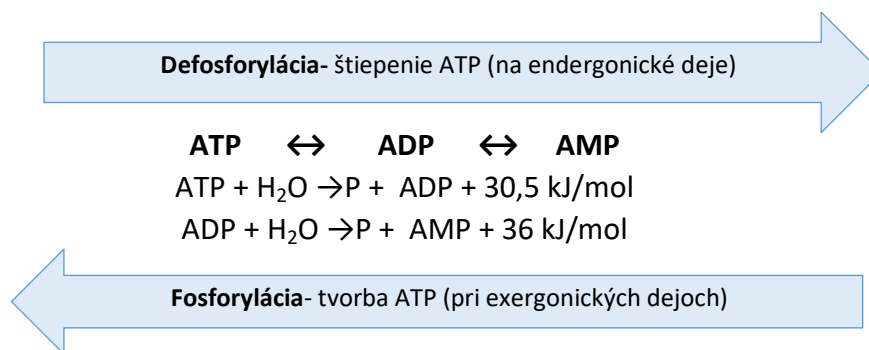 Defosforylácia- štiepenie ATP (na endergonické deje)
ATP ↔ ADP ↔ AMP
ATP + H₂O →P + ADP + 30,5 kJ/mol
ADP + H₂O →P + AMP + 36 kJ/mol
Fosforylácia- tvorba ATP (pri exergonických dejoch)